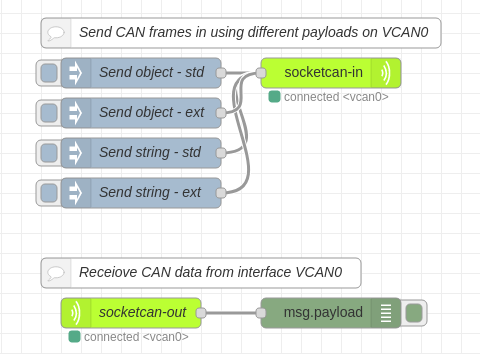 Send CAN frames in using different payloads on VCAN0
Send object - std
socketcan-in
connected <vcan0>
Send object - ext
Send string - std
Send string - ext
Receiove CAN data from interface VCAN0
socketcan-out
msg.payload
connected <vcan0>